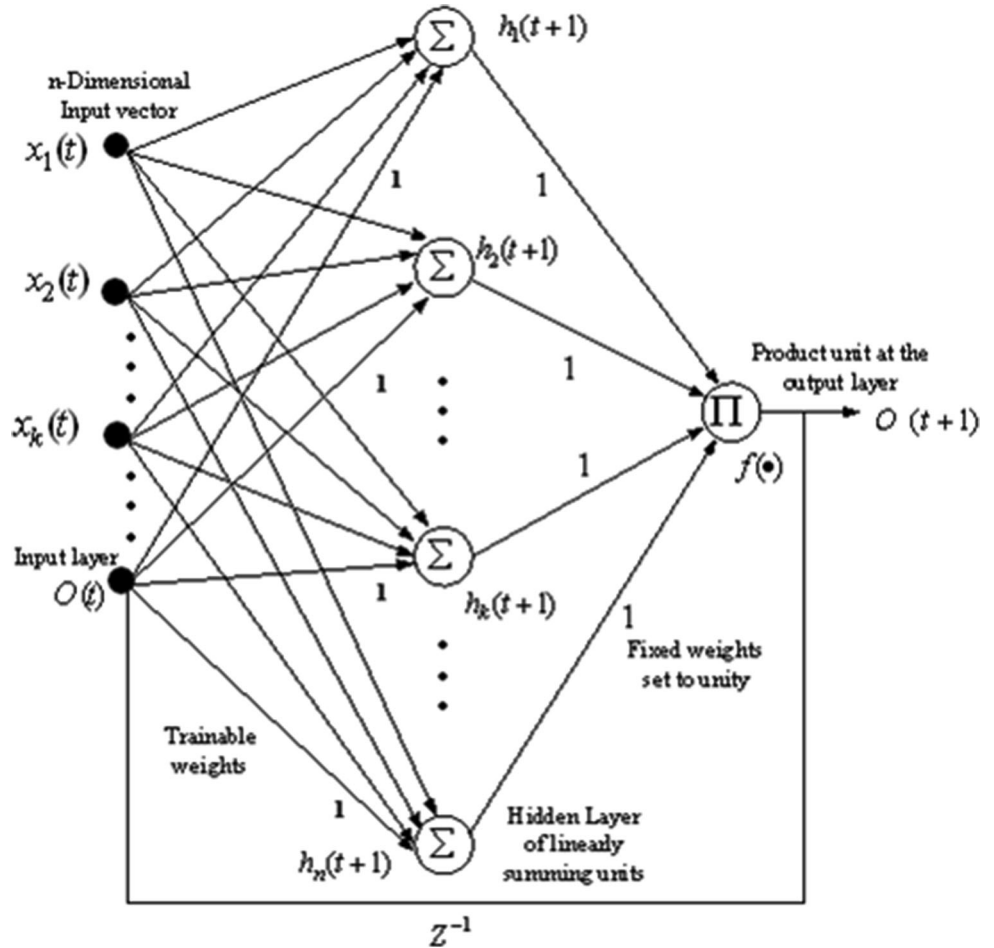 h₁(t+1)
Σ
n-Dimensional
Input vector
x₁(t)
1
1
h₂(t+1)
Σ
x₂(t)
Product unit at the
output layer
1
1
xₖ(t)
Π
O (t+1)
f(•)
1
Input layer
Σ
O(t)
1
hₖ(t+1)
1
Fixed weights
set to unity
Trainable
weights
1
Hidden Layer
of linearly
summing units
Σ
hₙ(t+1)
Z⁻¹